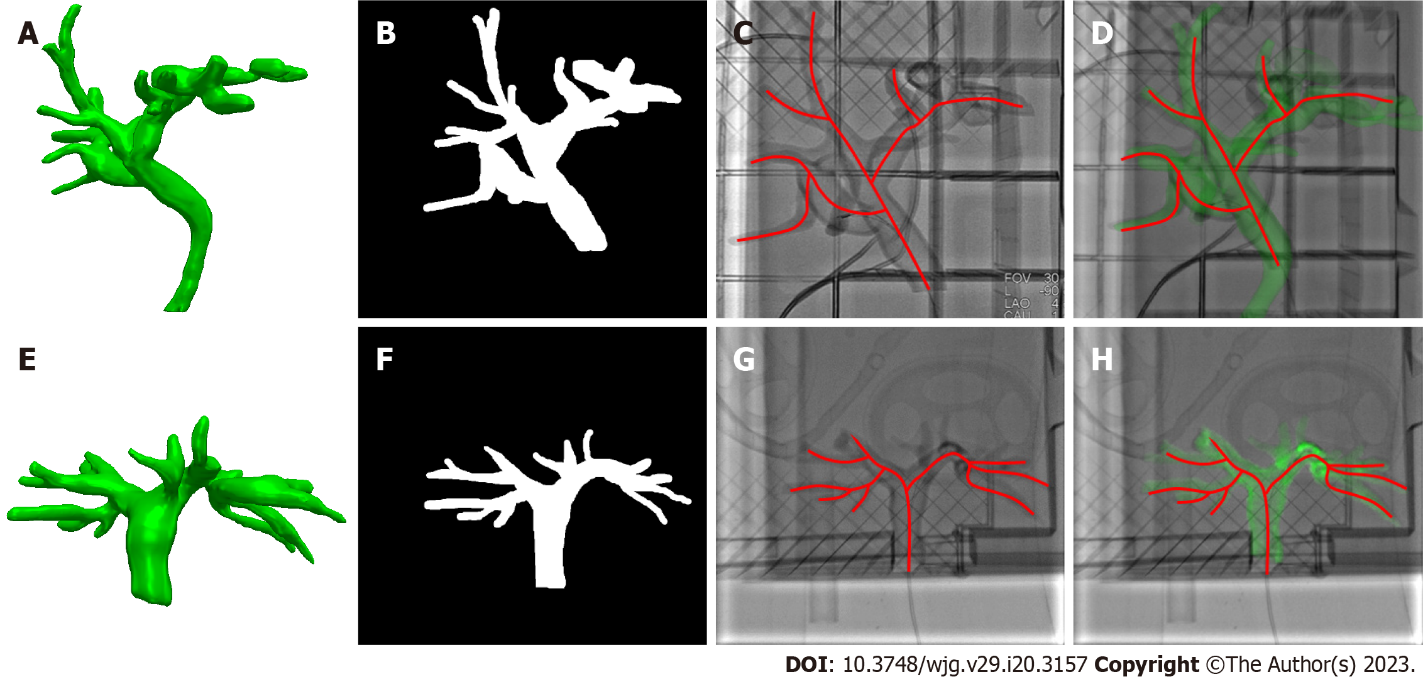 A
B
C
D
FOV 30
L -90
LAO 4
CAU 1
E
F
G
H
DOI: 10.3748/wjg.v29.i20.3157 Copyright ©The Author(s) 2023.